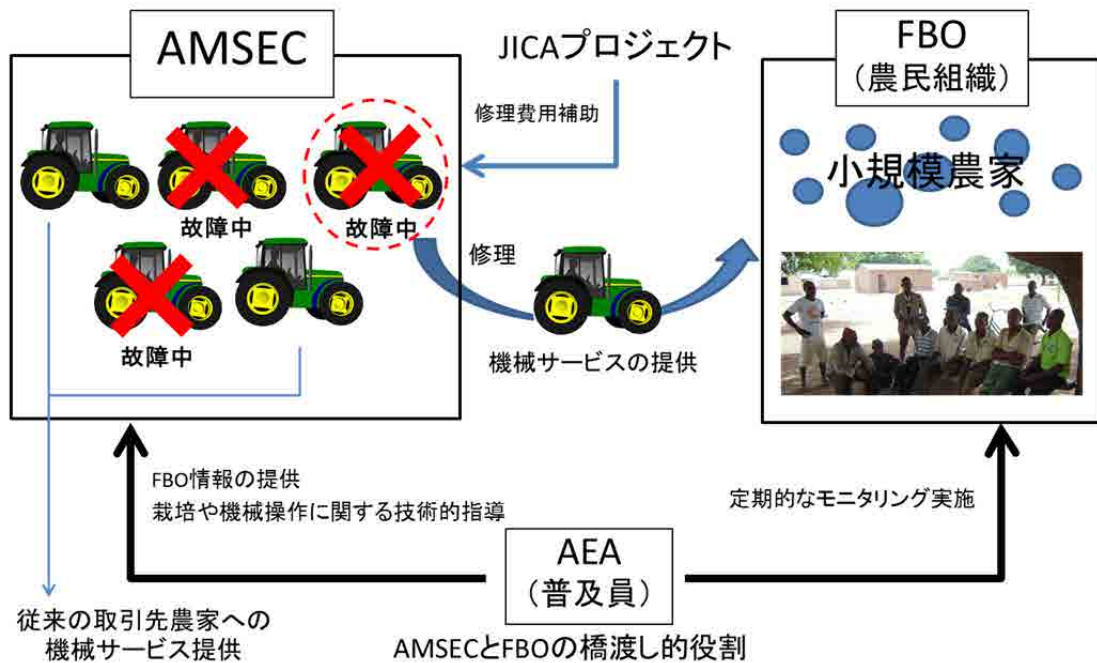 AMSEC
JICAプロジェクト
FBO
（農民組織）
修理費用補助
小規模農家
故障中
故障中
修理
故障中
機械サービスの提供
FBO情報の提供
栽培や機械操作に関する技術的指導
定期的なモニタリング実施
AEA
（普及員）
従来の取引先農家への
機械サービス提供
AMSECとFBOの橋渡し的役割